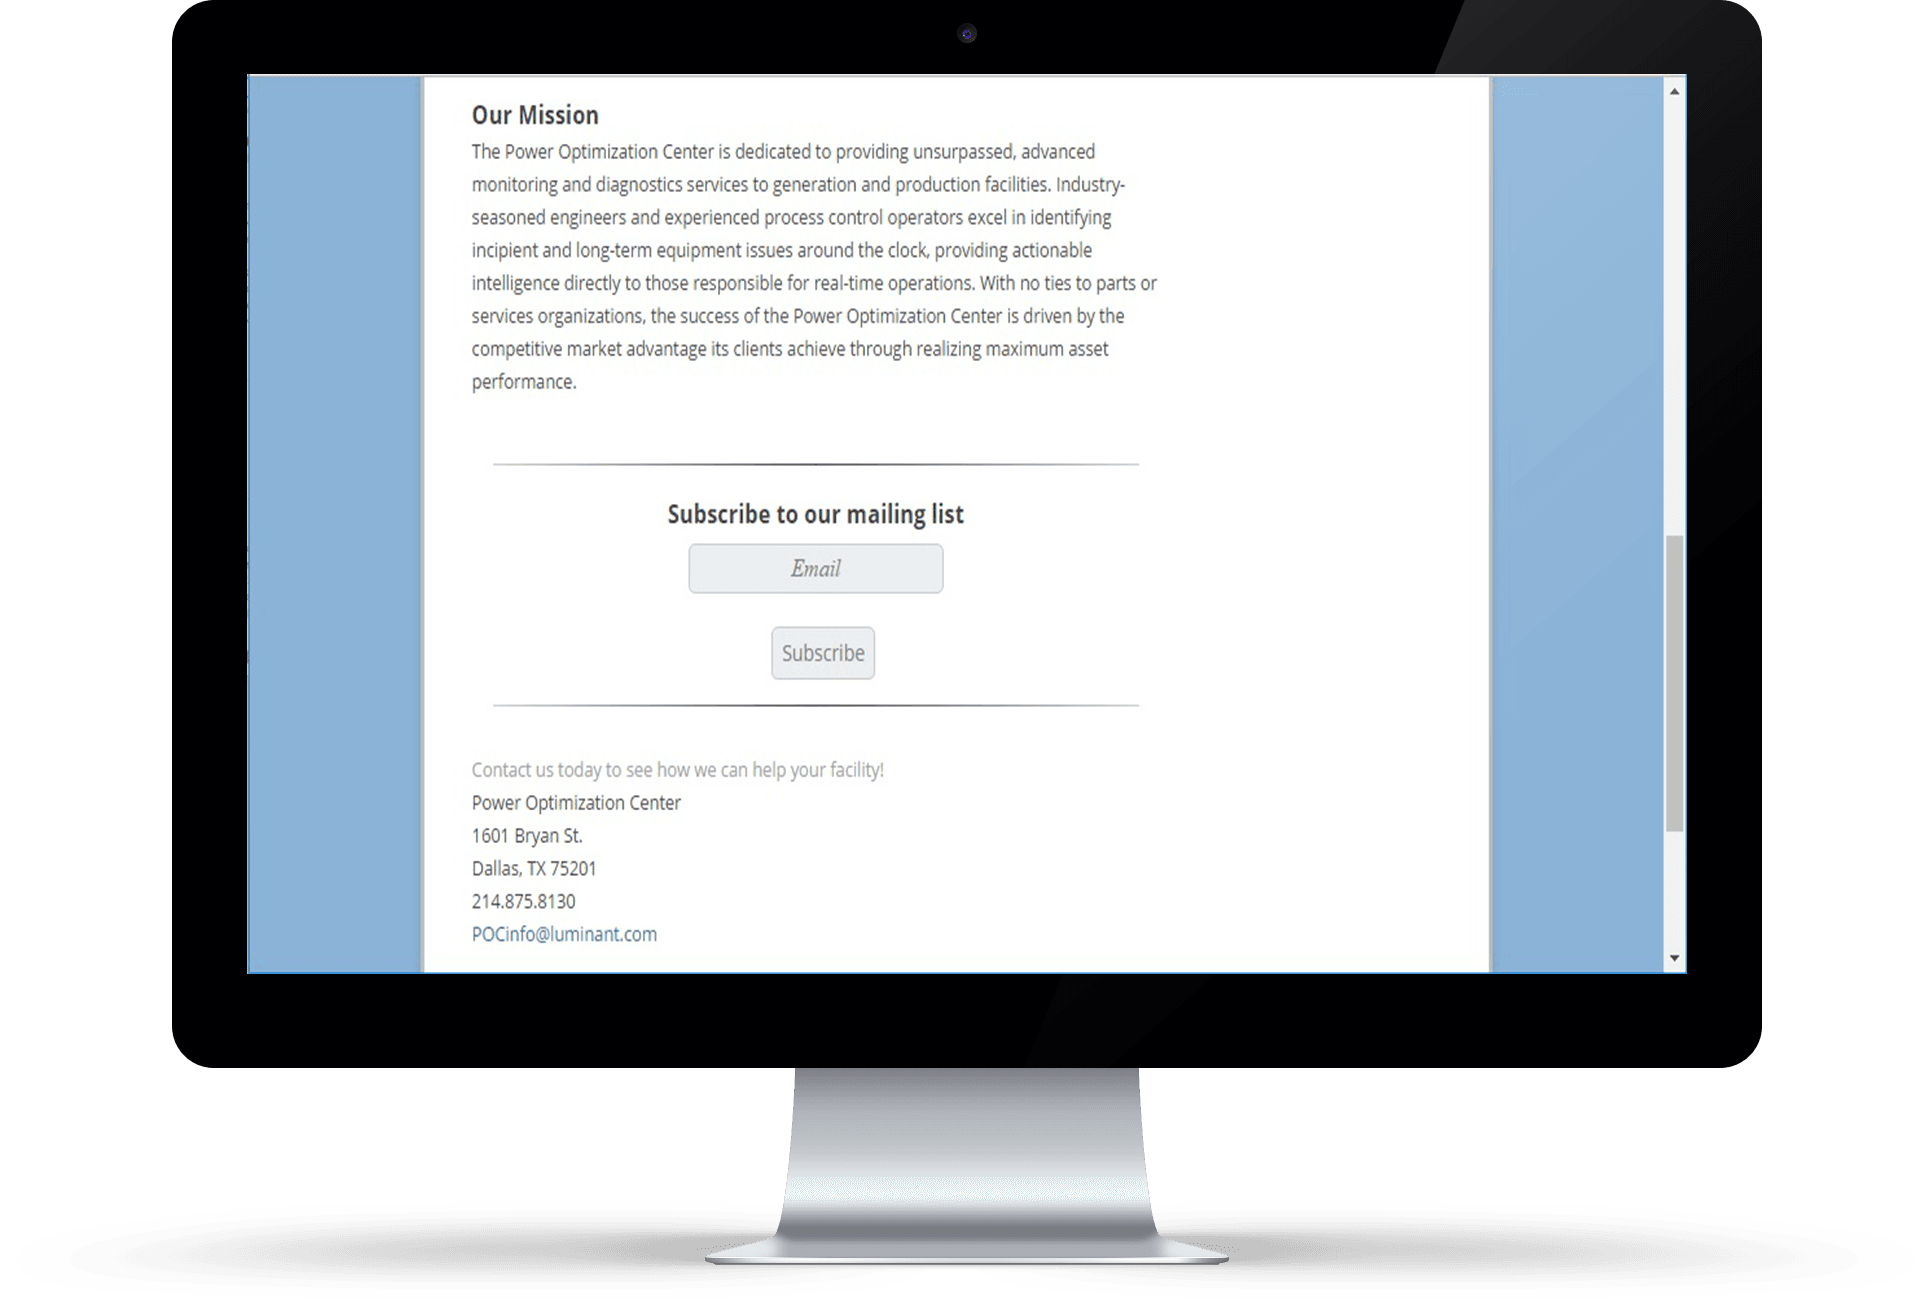 Our Mission
The Power Optimization Center is dedicated to providing unsurpassed, advanced
monitoring and diagnostics services to generation and production facilities. Industry-
seasoned engineers and experienced process control operators excel in identifying
incipient and long-term equipment issues around the clock, providing actionable
intelligence directly to those responsible for real-time operations. With no ties to parts or
services organizations, the success of the Power Optimization Center is driven by the
competitive market advantage its clients achieve through realizing maximum asset
performance.
Subscribe to our mailing list
Email
Subscribe
Contact us today to see how we can help your facility!
Power Optimization Center
1601 Bryan St.
Dallas, TX 75201
214.875.8130
POCinfo@luminant.com